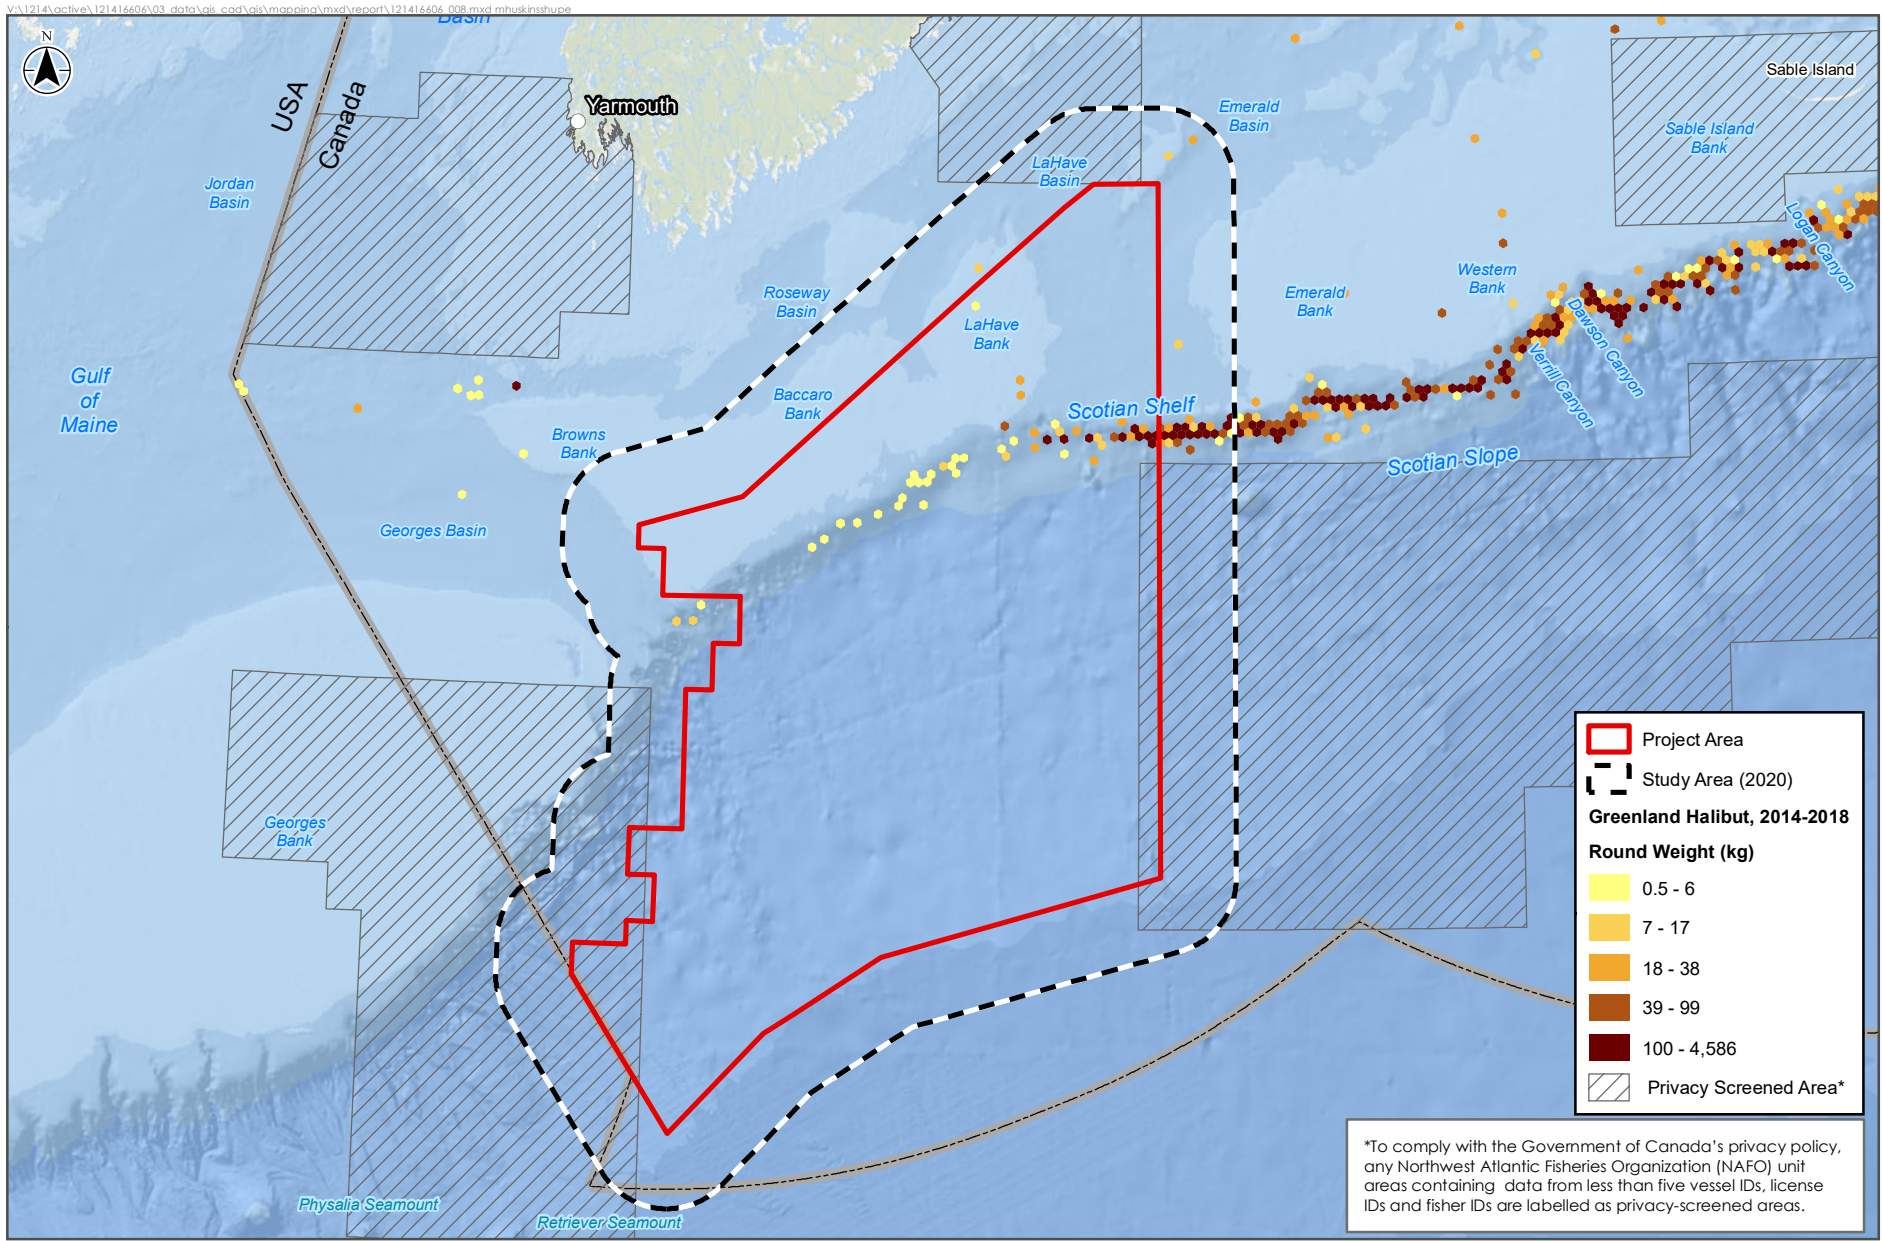 V:\1214\active\121416606\03_data\gis_cad\gis\mapping\mxd\report\121416606_008.mxd mhuskinsshupe
Basin
N
USA
Canada
Yarmouth
Sable Island
Emerald
Basin
Sable Island
Bank
LaHave
Basin
Jordan
Basin
Logan Canyon
Western
Bank
Roseway
Basin
Emerald
Bank
LaHave
Bank
Dawson Canyon
Verrill Canyon
Gulf
of
Maine
Baccaro
Bank
Scotian Shelf
Browns
Bank
Scotian Slope
Georges Basin
Georges
Bank
Physalia Seamount
Retriever Seamount
Project Area
Study Area (2020)
Greenland Halibut, 2014-2018
Round Weight (kg)
0.5 - 6
7 - 17
18 - 38
39 - 99
100 - 4,586
Privacy Screened Area*
*To comply with the Government of Canada's privacy policy,
any Northwest Atlantic Fisheries Organization (NAFO) unit
areas containing data from less than five vessel IDs, license
IDs and fisher IDs are labelled as privacy-screened areas.